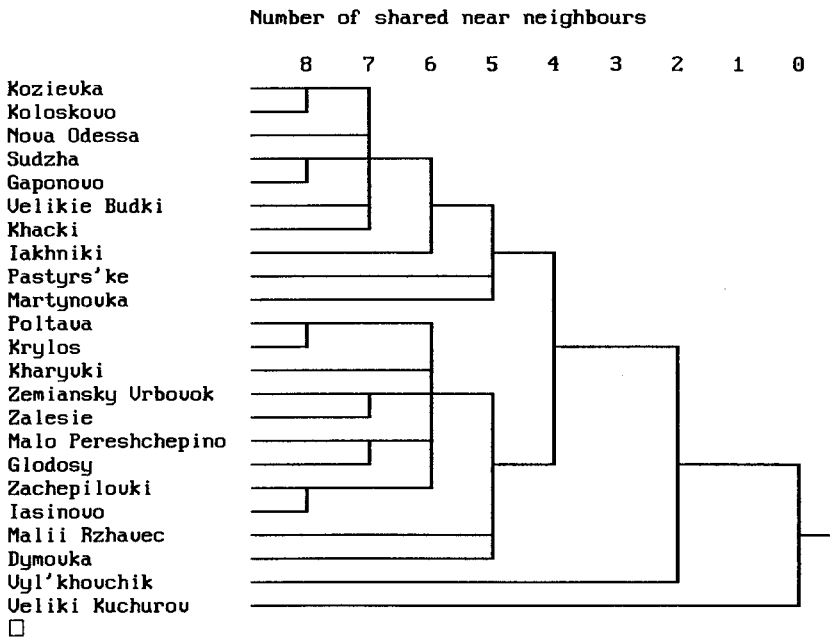 Number of shared near neighbours
8 7 6 5 4 3 2 1 0
Kozievka
Koloskovo
Nova Odessa
Sudzha
Gaponovo
Velikie Budki
Khacki
Iakhniki
Pastyrs'ke
Martynovka
Poltava
Krylos
Kharyvki
Zemiansky Vrbovok
Zalesie
Malo Pereshchepino
Glodosy
Zachepilovki
Iasinovo
Malii Rzhavec
Dymovka
Vyl'khovchik
Veliki Kuchurov